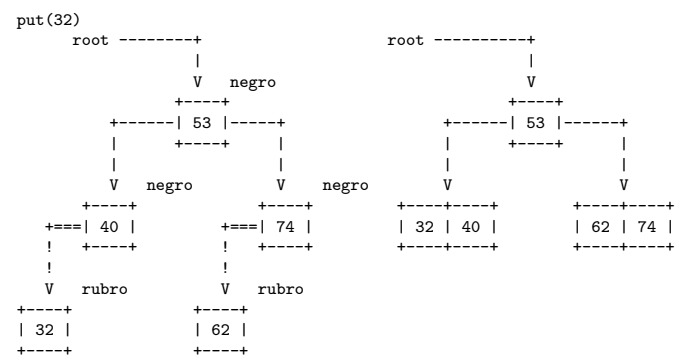 put(32)
root --------+ root ----------+
| |
V negro V
+----+ +----+
+------| 53 |-----+ +------| 53 |------+
| +----+ | | +----+ |
| | | |
V negro V negro V V
+----+ +----+ +----+----+ +----+----+
+===| 40 | +===| 74 | | 32 | 40 | | 62 | 74 |
! +----+ ! +----+ +----+----+ +----+----+
! !
V rubro V rubro
+----+ +----+
| 32 | | 62 |
+----+ +----+